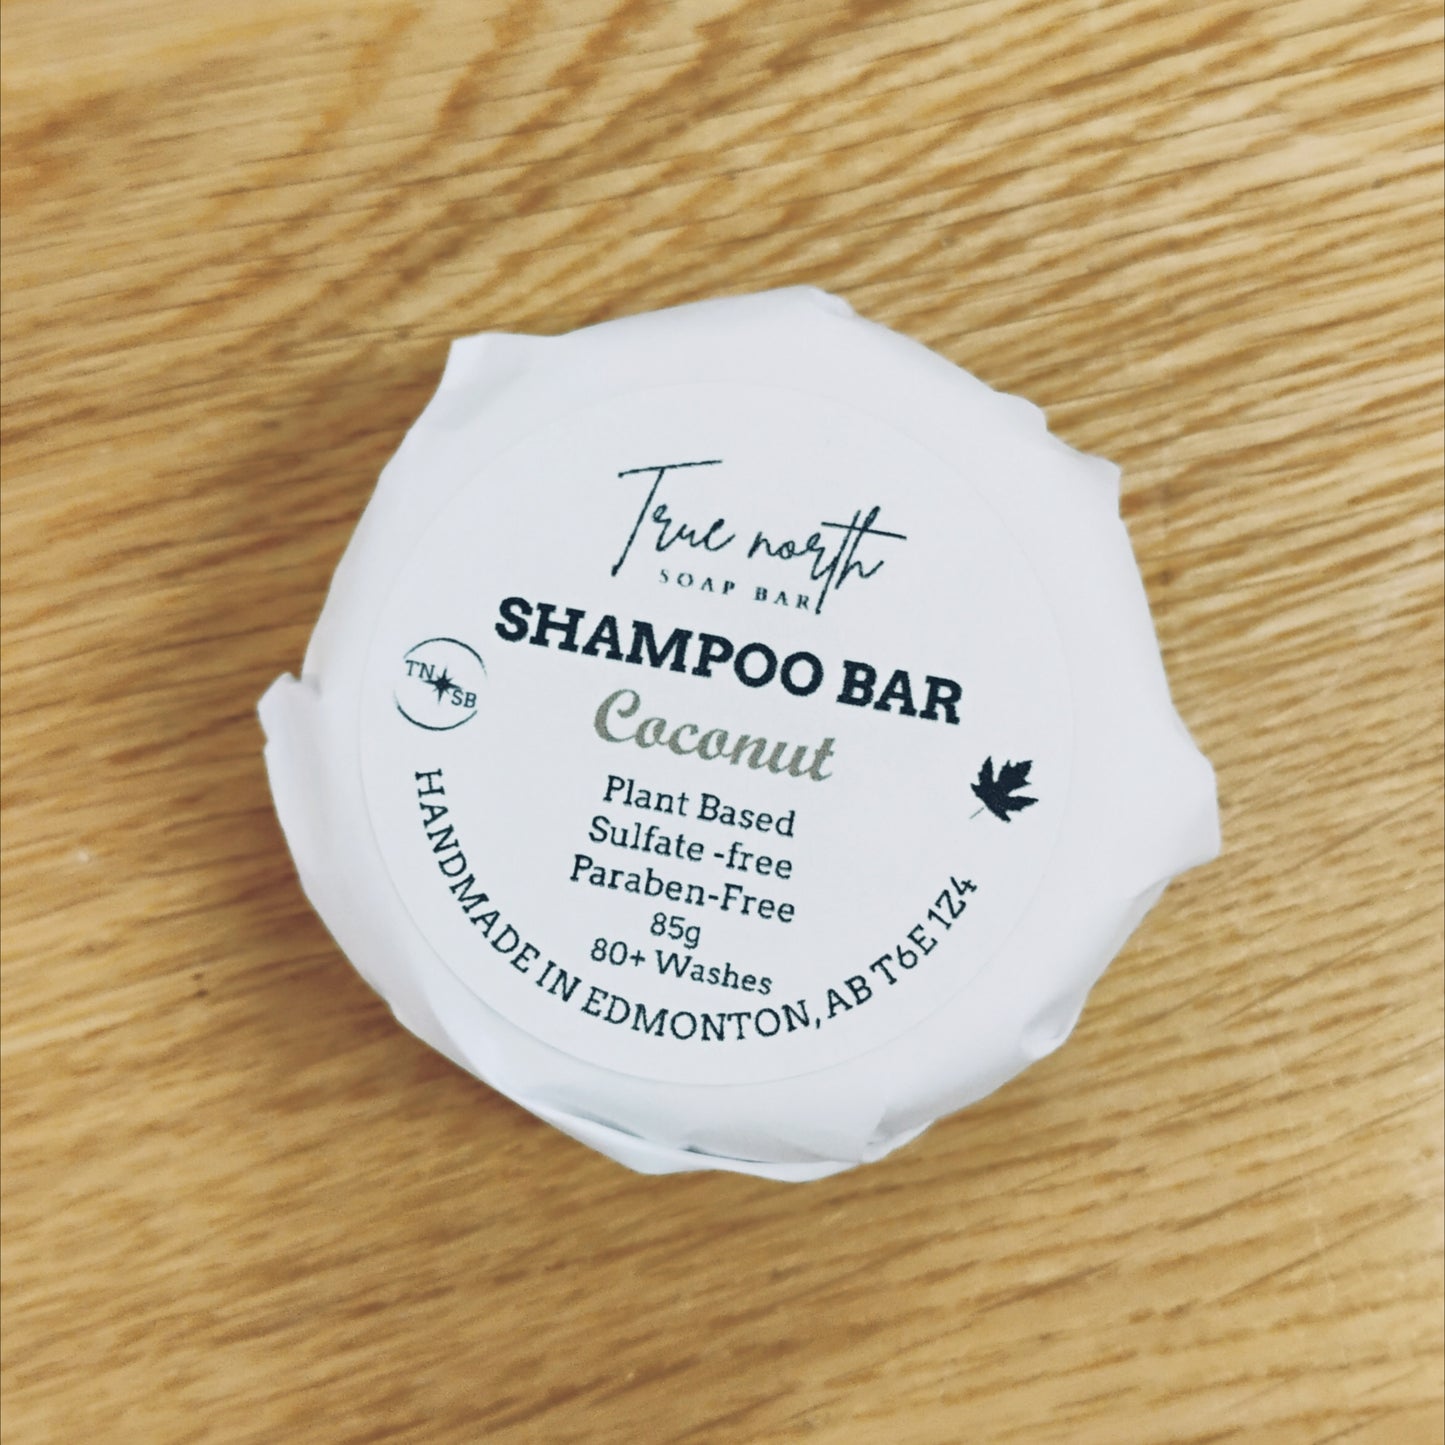 True north
SOAP BAR
SHAMPOO BAR
Coconut
TN SB
Plant Based
Sulfate -free
Paraben-Free
85g
80+ Washes
HANDMADE IN EDMONTON, AB T6E 1Z4